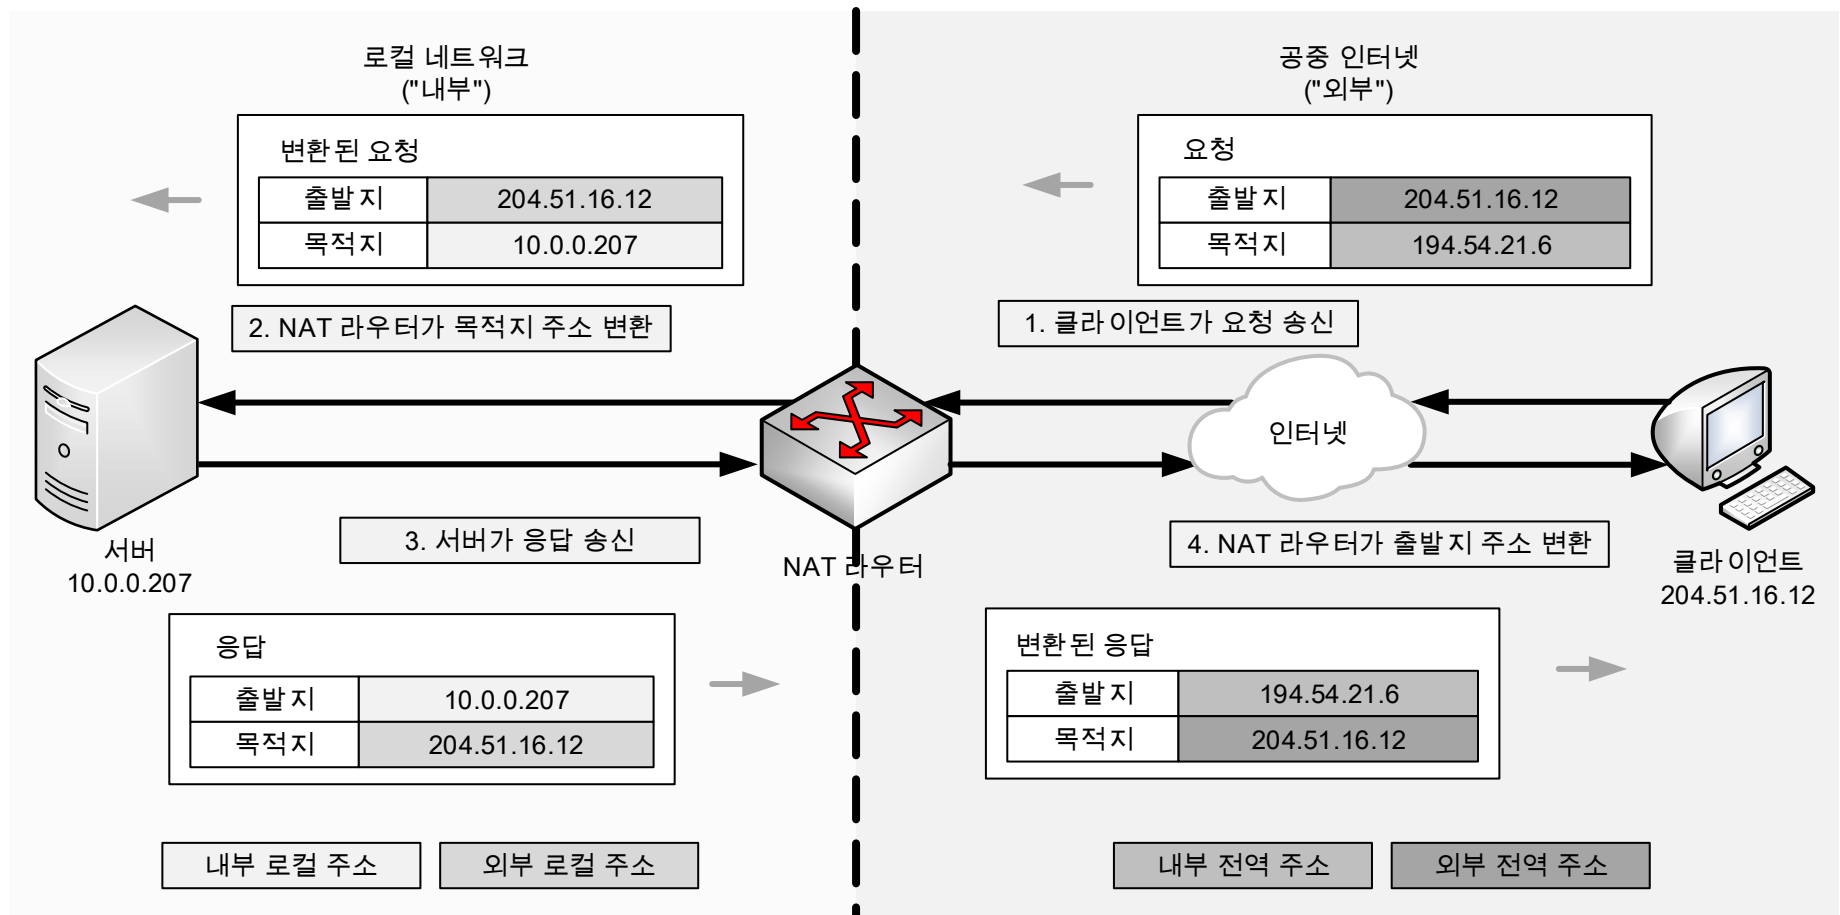 로컬 네트워크
("내부")
공중 인터넷
("외부")
변환된 요청
출발지 204.51.16.12
목적지 10.0.0.207
요청
출발지 204.51.16.12
목적지 194.54.21.6
2. NAT 라우터가 목적지 주소 변환
1. 클라이언트가 요청 송신
인터넷
3. 서버가 응답 송신
4. NAT 라우터가 출발지 주소 변환
서버
10.0.0.207
NAT 라우터
클라이언트
204.51.16.12
응답
출발지 10.0.0.207
목적지 204.51.16.12
변환된 응답
출발지 194.54.21.6
목적지 204.51.16.12
내부 로컬 주소
외부 로컬 주소
내부 전역 주소
외부 전역 주소